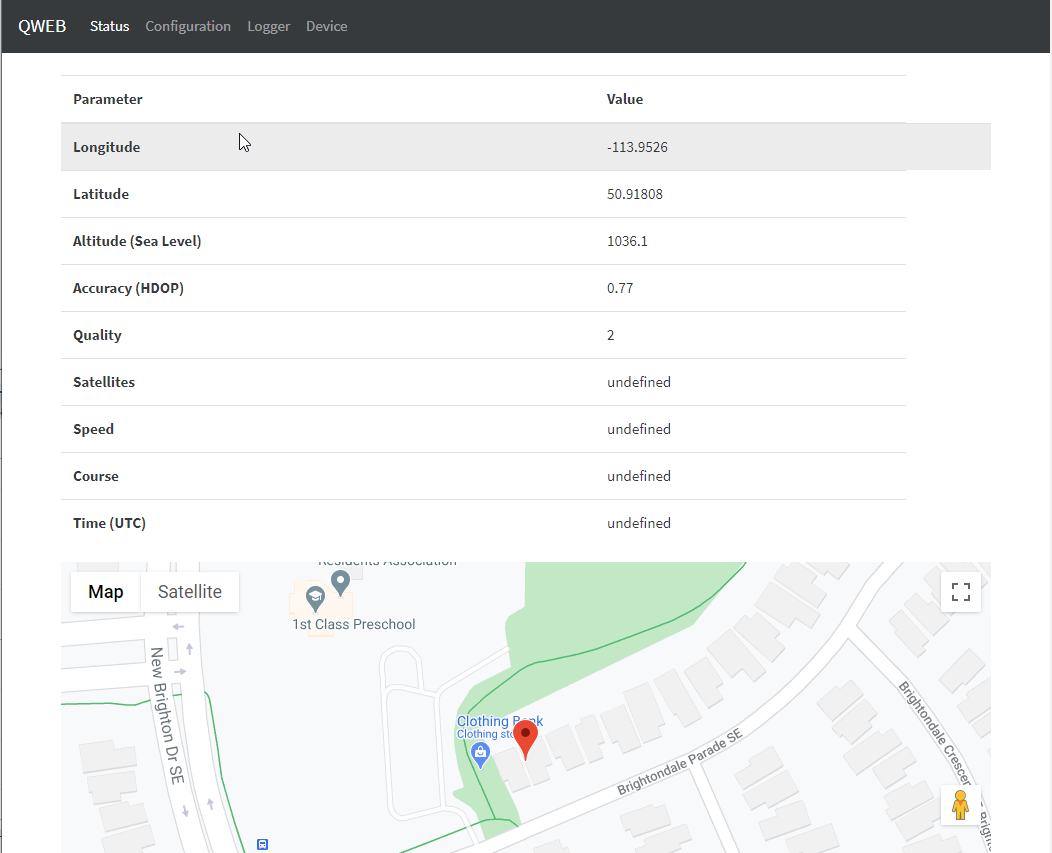 QWEB Status Configuration Logger Device
Parameter Value
Longitude -113.9526
Latitude 50.91808
Altitude (Sea Level) 1036.1
Accuracy (HDOP) 0.77
Quality 2
Satellites undefined
Speed undefined
Course undefined
Time (UTC) undefined
Residents Association
Map Satellite
1st Class Preschool
New Brighton Dr SE
Brightondale Crescen
Clothing Bank
Clothing sto
Brightondale Parade SE
Brigh